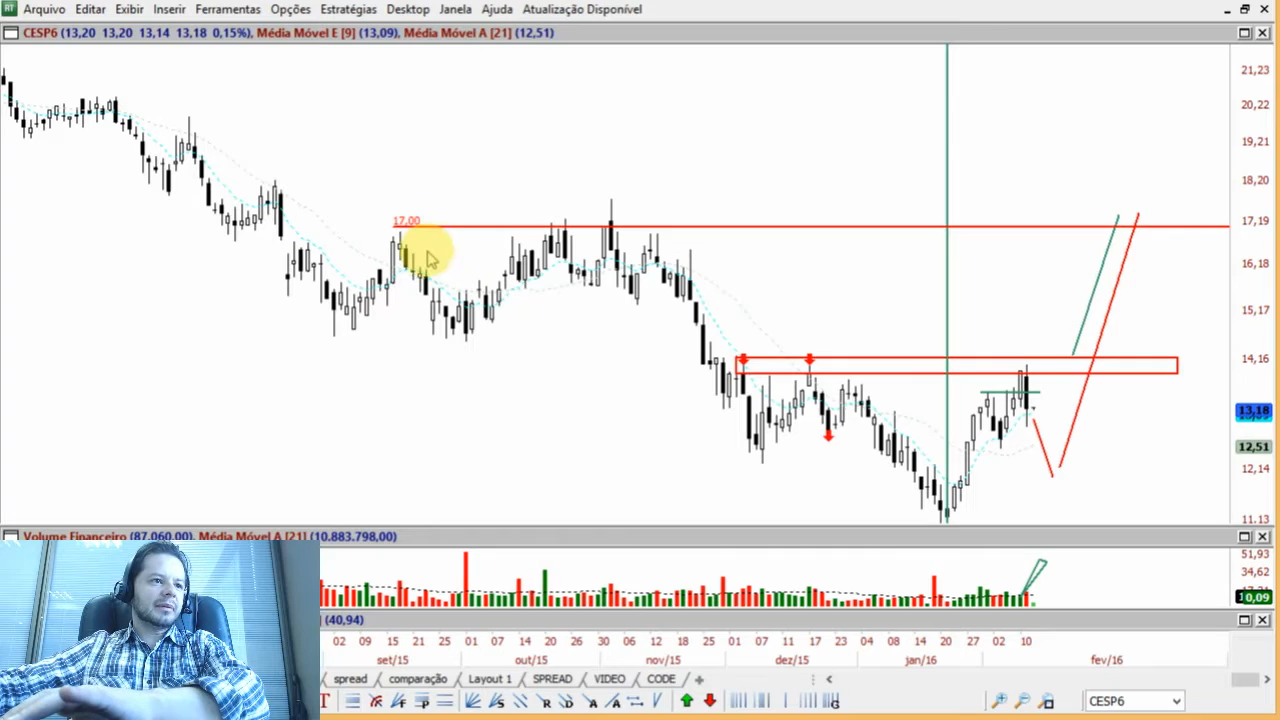 RT Arquivo Editar Exibir Inserir Ferramentas Opções Estratégias Desktop Janela Ajuda Atualização Disponível
CESP6 (13,20 13,20 13,14 13,18 0,15%), Média Móvel E [9] (13,09), Média Móvel A [21] (12,51)
21,23
20,22
19,21
18,20
17,00
17,19
16,18
15,17
14,16
13,18
12,51
12,14
11,13
Volume Financeiro (87.060,00), Média Móvel A [21] (10.883.798,00)
51,93
34,62
10,09
(40,94)
02 09 15 21 25 01 07 14 20 26 30 06 12 18 25 01 07 11 17 23 04 08 14 20 27 02 10
set/15 out/15 nov/15 dez/15 jan/16 fev/16
spread comparação Layout 1 SPREAD VIDEO CODE
CESP6